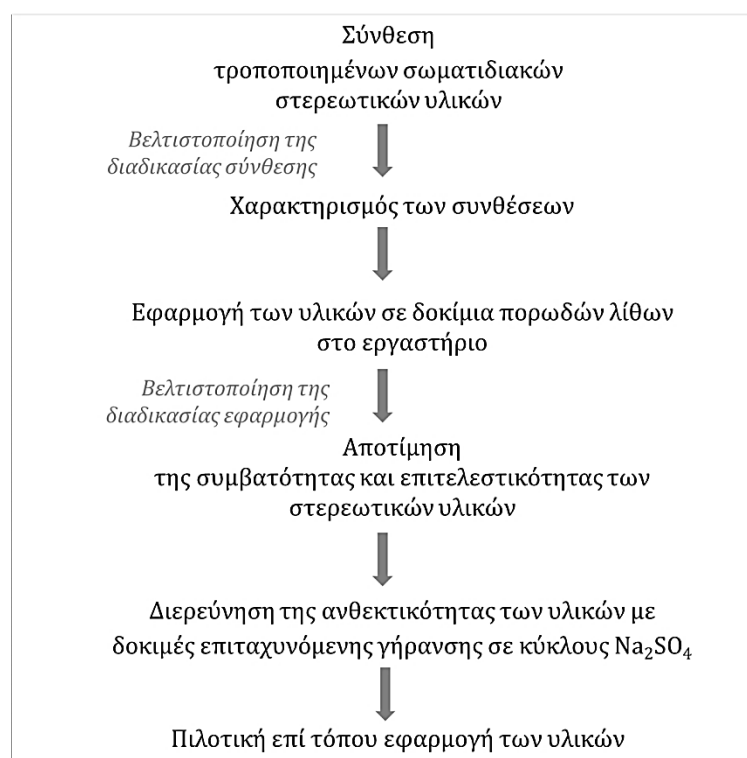 Σύνθεση
τροποποιημένων σωματιδιακών
στερεωτικών υλικών
Βελτιστοποίηση της
διαδικασίας σύνθεσης
Χαρακτηρισμός των συνθέσεων
Εφαρμογή των υλικών σε δοκίμια πορωδών λίθων
στο εργαστήριο
Βελτιστοποίηση της
διαδικασίας εφαρμογής
Αποτίμηση
της συμβατότητας και επιτελεστικότητας των
στερεωτικών υλικών
Διερεύνηση της ανθεκτικότητας των υλικών με
δοκιμές επιταχυνόμενης γήρανσης σε κύκλους Na₂SO₄
Πιλοτική επί τόπου εφαρμογή των υλικών